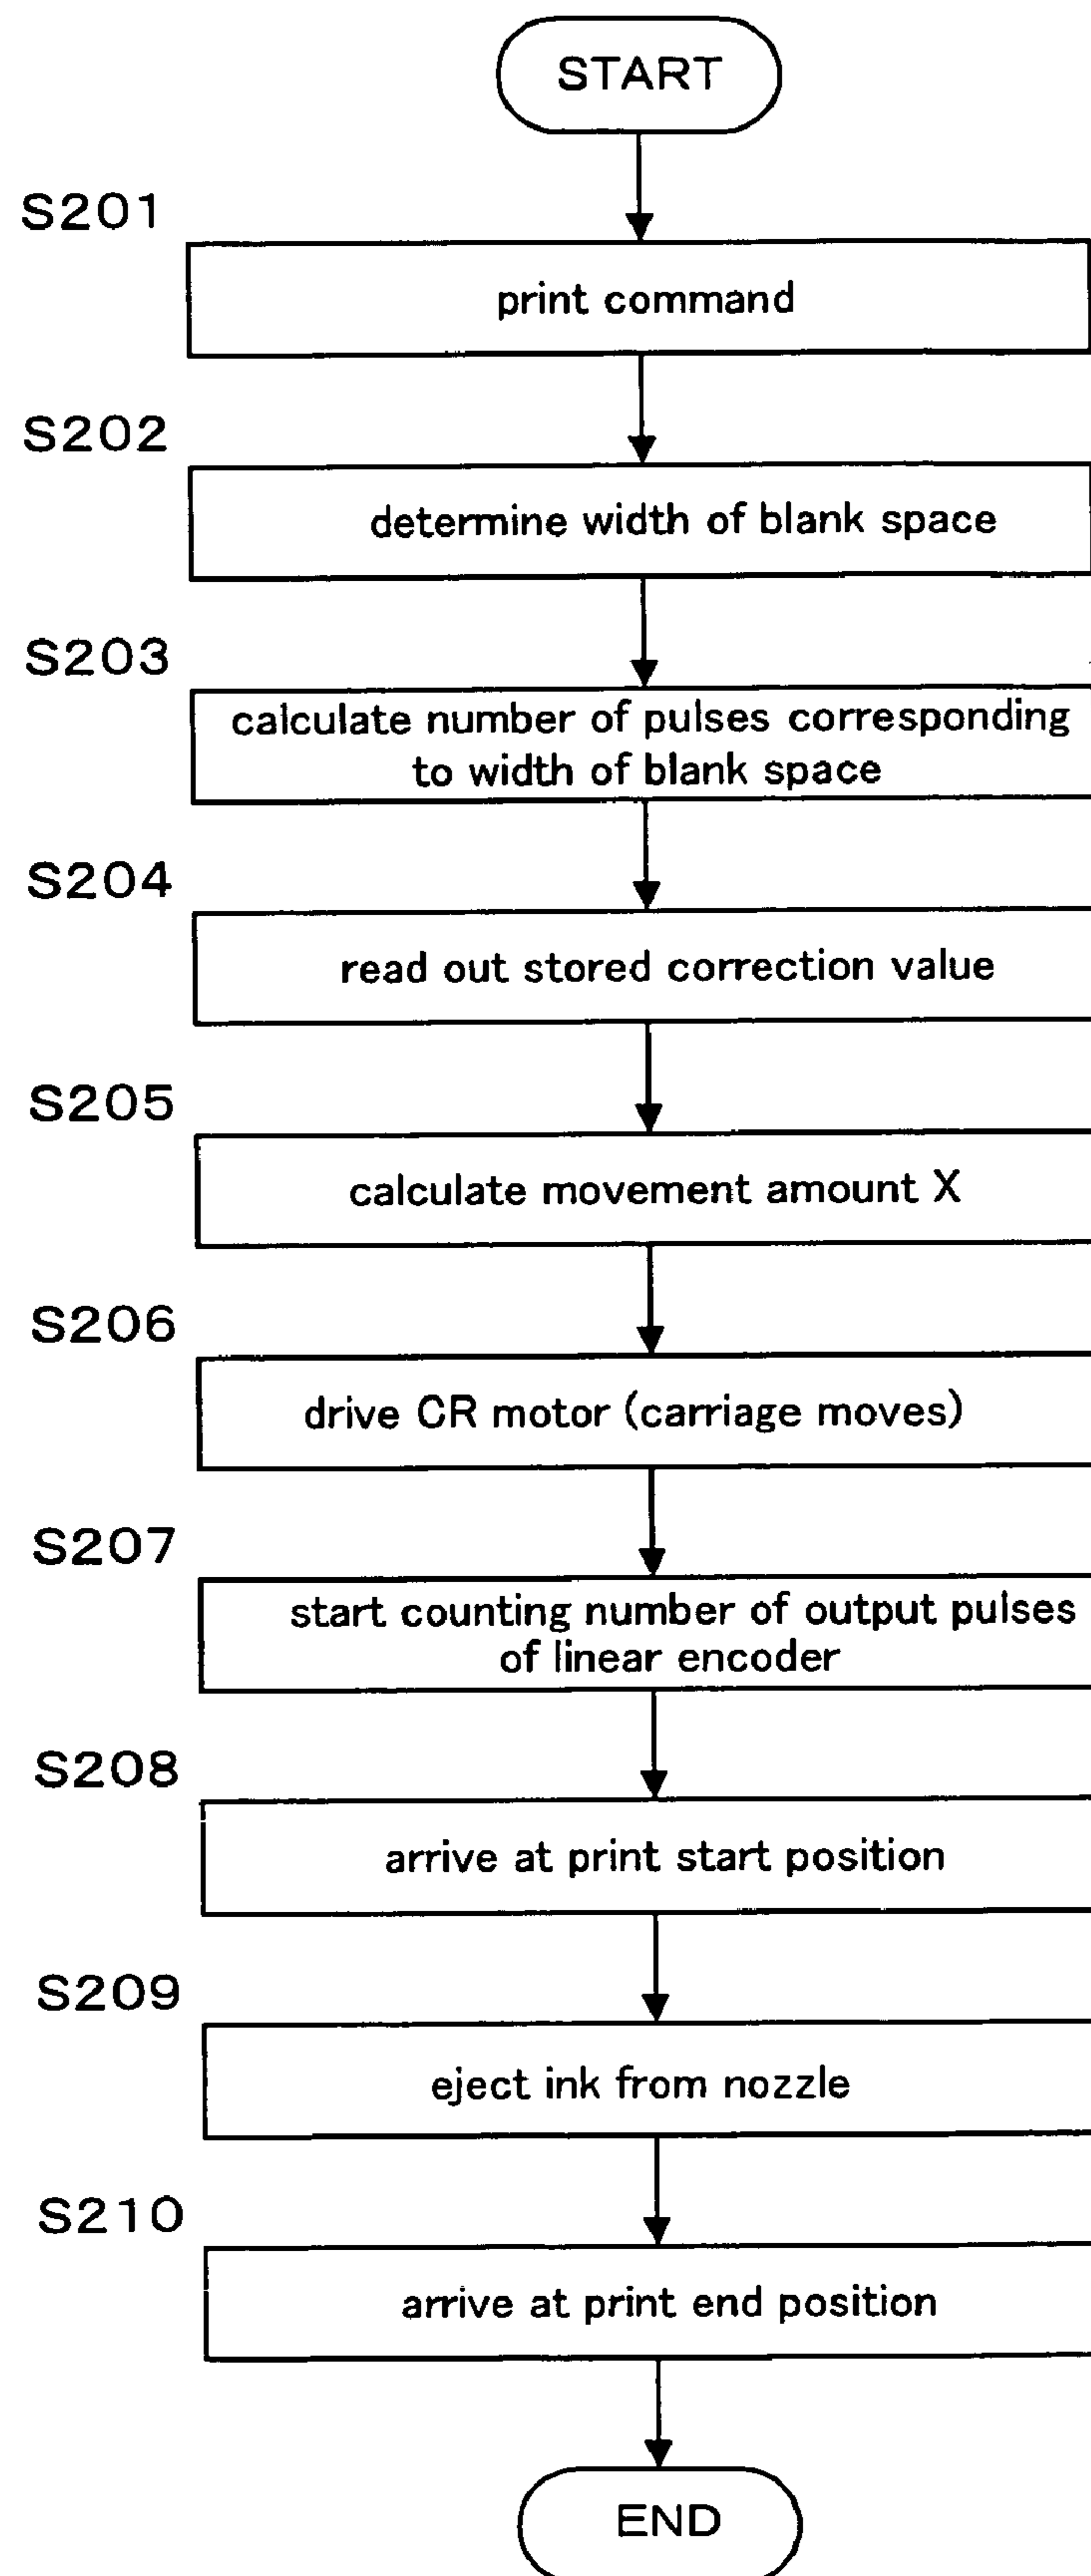 START
S201
print command
S202
determine width of blank space
S203
calculate number of pulses corresponding
to width of blank space
S204
read out stored correction value
S205
calculate movement amount X
S206
drive CR motor (carriage moves)
S207
start counting number of output pulses
of linear encoder
S208
arrive at print start position
S209
eject ink from nozzle
S210
arrive at print end position
END